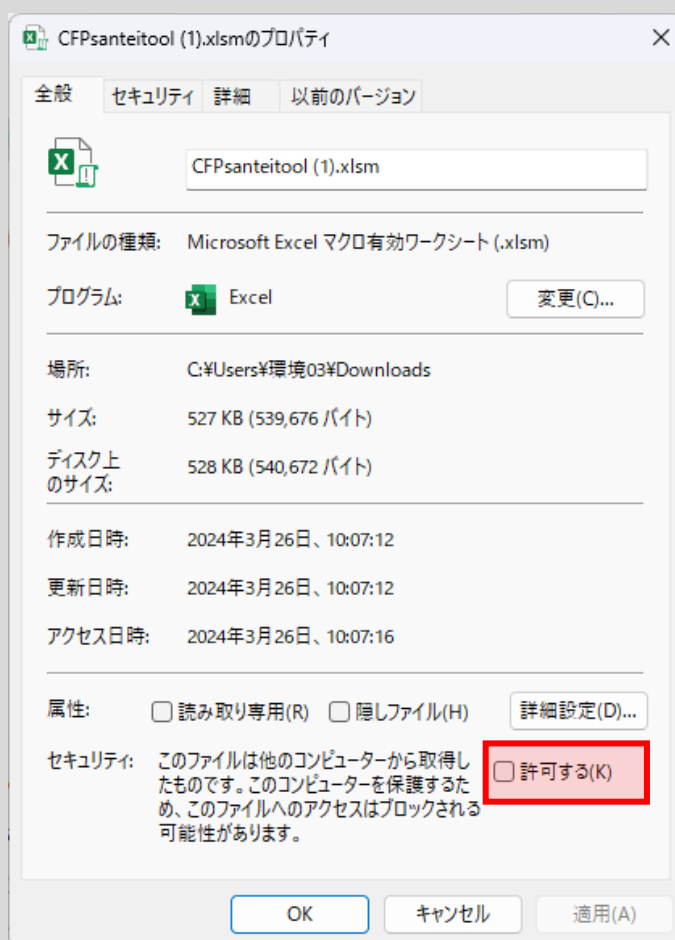 CFPsanteitool (1).xlsmのプロパティ
全般 セキュリティ 詳細 以前のバージョン
CFPsanteitool (1).xlsm
ファイルの種類: Microsoft Excel マクロ有効ワークシート (.xlsm)
プログラム: Excel 変更(C)...
場所: C:¥Users¥環境03¥Downloads
サイズ: 527 KB (539,676 バイト)
ディスク上
のサイズ: 528 KB (540,672 バイト)
作成日時: 2024年3月26日、10:07:12
更新日時: 2024年3月26日、10:07:12
アクセス日時: 2024年3月26日、10:07:16
属性: 読み取り専用(R) 隠しファイル(H) 詳細設定(D)...
セキュリティ: このファイルは他のコンピューターから取得し
たものです。このコンピューターを保護するた
め、このファイルへのアクセスはブロックされる
可能性があります。
許可する(K)
OK キャンセル 適用(A)